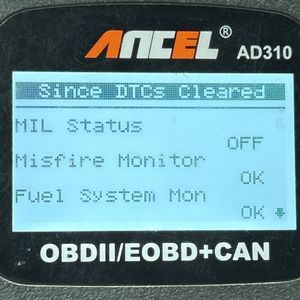 ANCEL®
AD310
Since DTCs Cleared
MIL Status
OFF
Misfire Monitor
OK
Fuel System Mon
OK
OBDII/EOBD+CAN